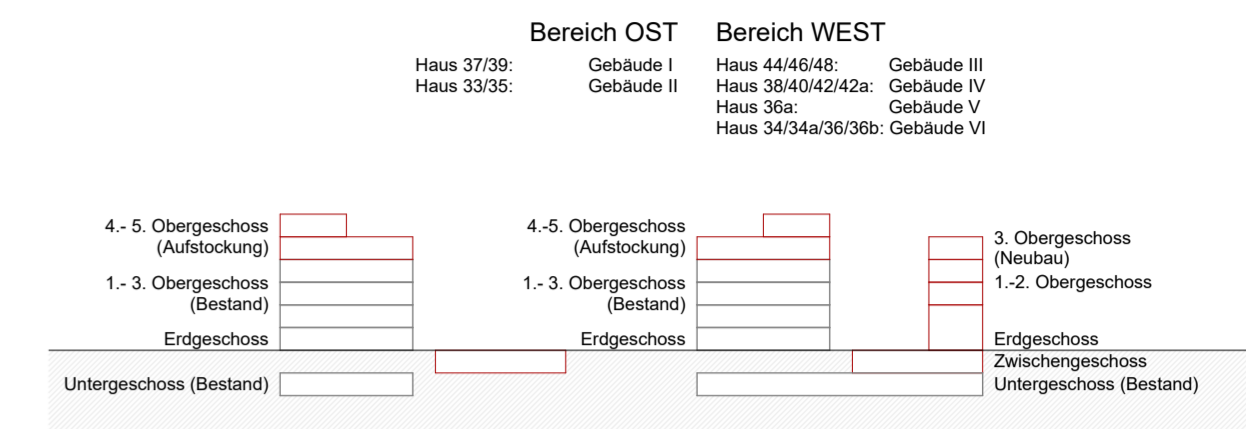 Bereich OST
Haus 37/39: Gebäude I
Haus 33/35: Gebäude II
Bereich WEST
Haus 44/46/48: Gebäude III
Haus 38/40/42/42a: Gebäude IV
Haus 36a: Gebäude V
Haus 34/34a/36/36b: Gebäude VI
4.- 5. Obergeschoss
(Aufstockung)
1.- 3. Obergeschoss
(Bestand)
Erdgeschoss
Untergeschoss (Bestand)
4.-5. Obergeschoss
(Aufstockung)
1.- 3. Obergeschoss
(Bestand)
Erdgeschoss
3. Obergeschoss
(Neubau)
1.-2. Obergeschoss
Erdgeschoss
Zwischengeschoss
Untergeschoss (Bestand)